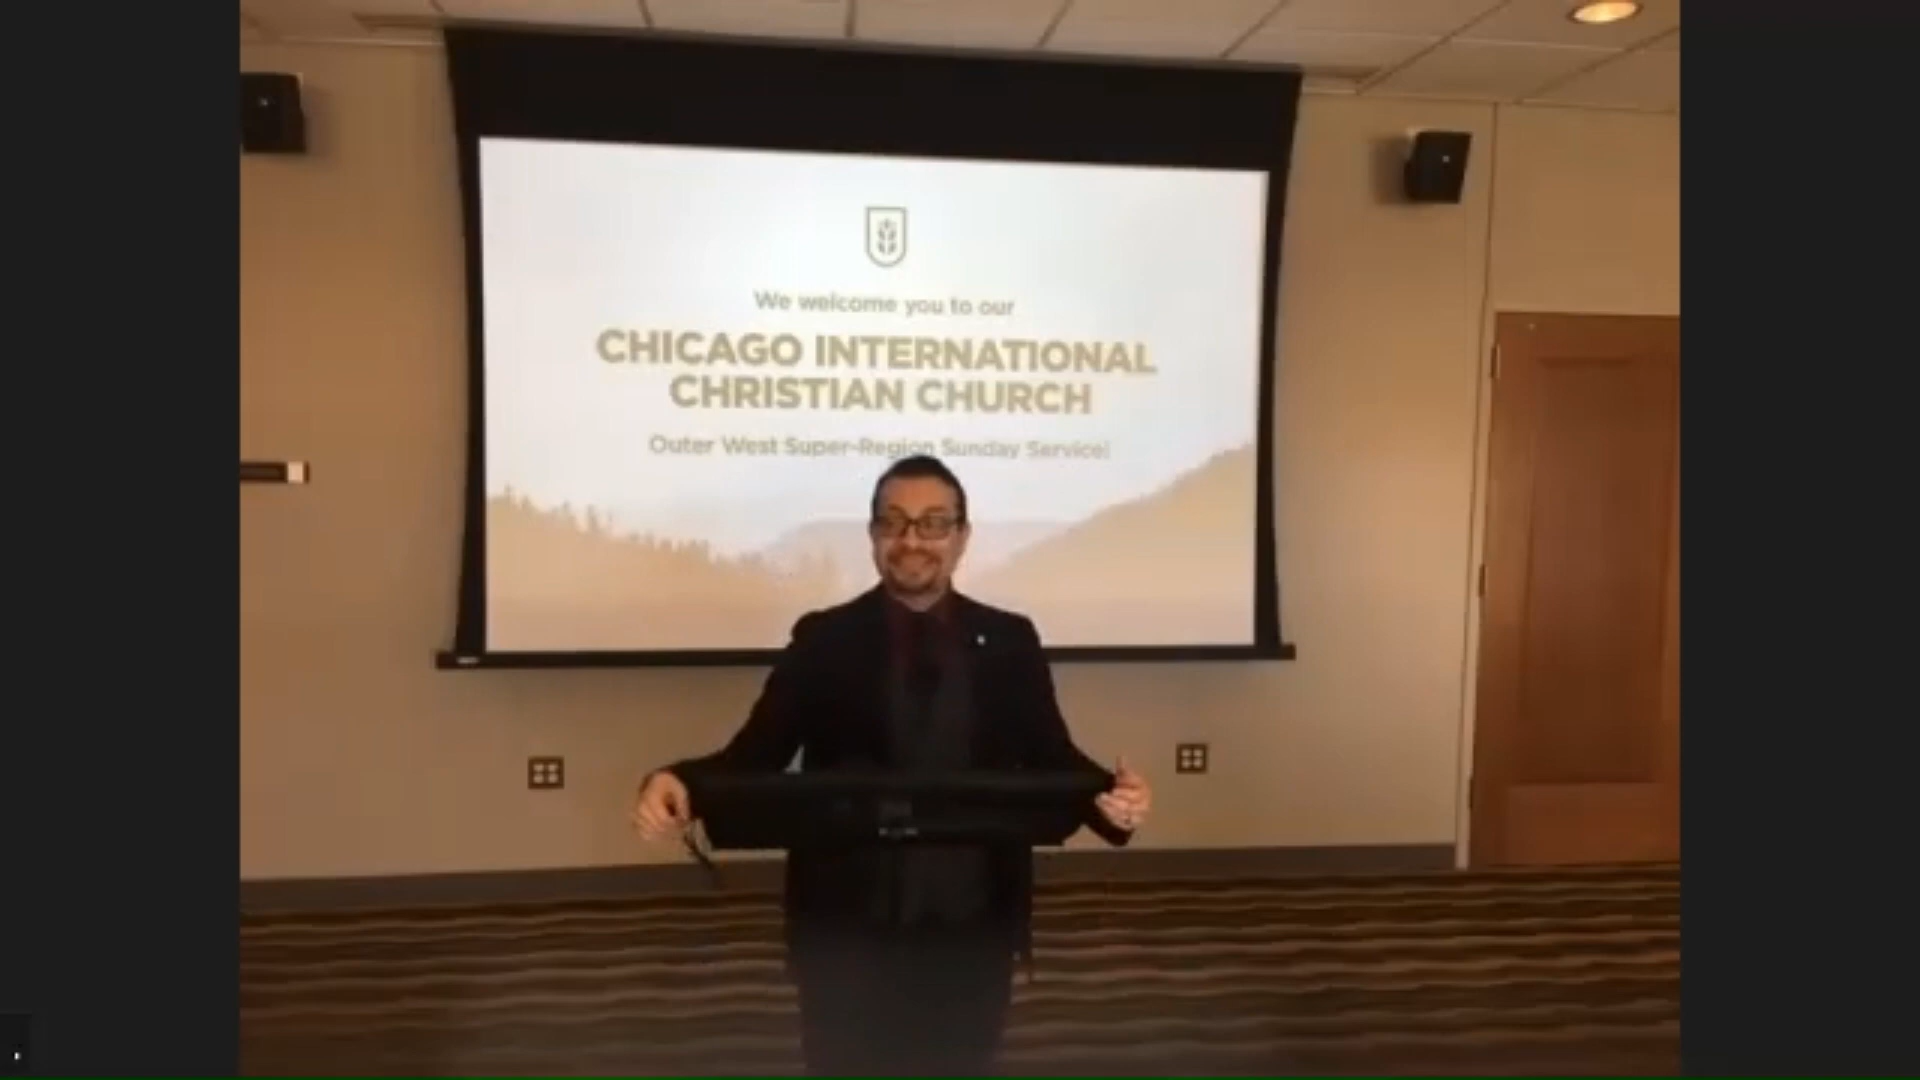 We welcome you to our
CHICAGO INTERNATIONAL
CHRISTIAN CHURCH
Outer West Super-Region Sunday Service!